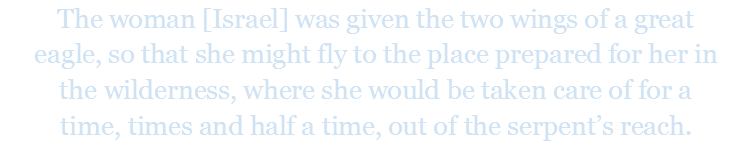 The woman [Israel] was given the two wings of a great
eagle, so that she might fly to the place prepared for her in
the wilderness, where she would be taken care of for a
time, times and half a time, out of the serpent’s reach.